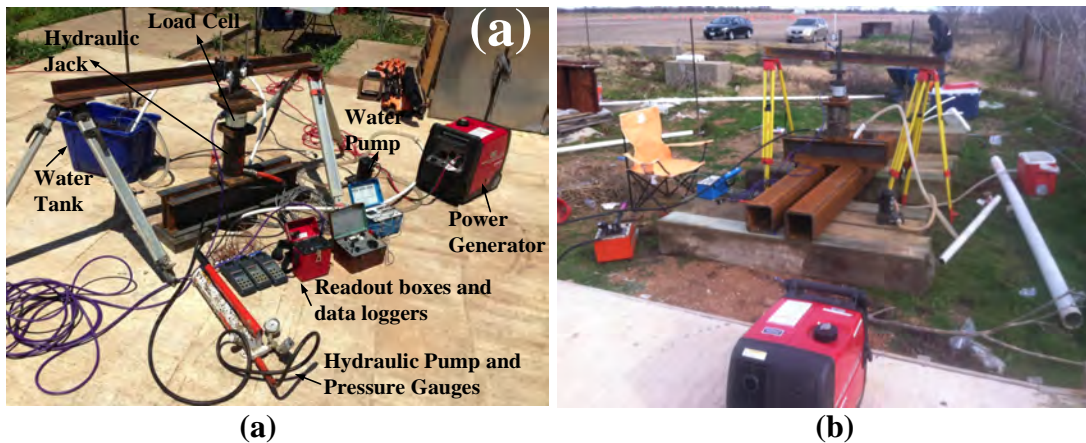 Load Cell
(a)
Hydraulic
Jack
Water
Pump
Water
Tank
Power
Generator
Readout boxes and
data loggers
Hydraulic Pump and
Pressure Gauges
(a)
(b)